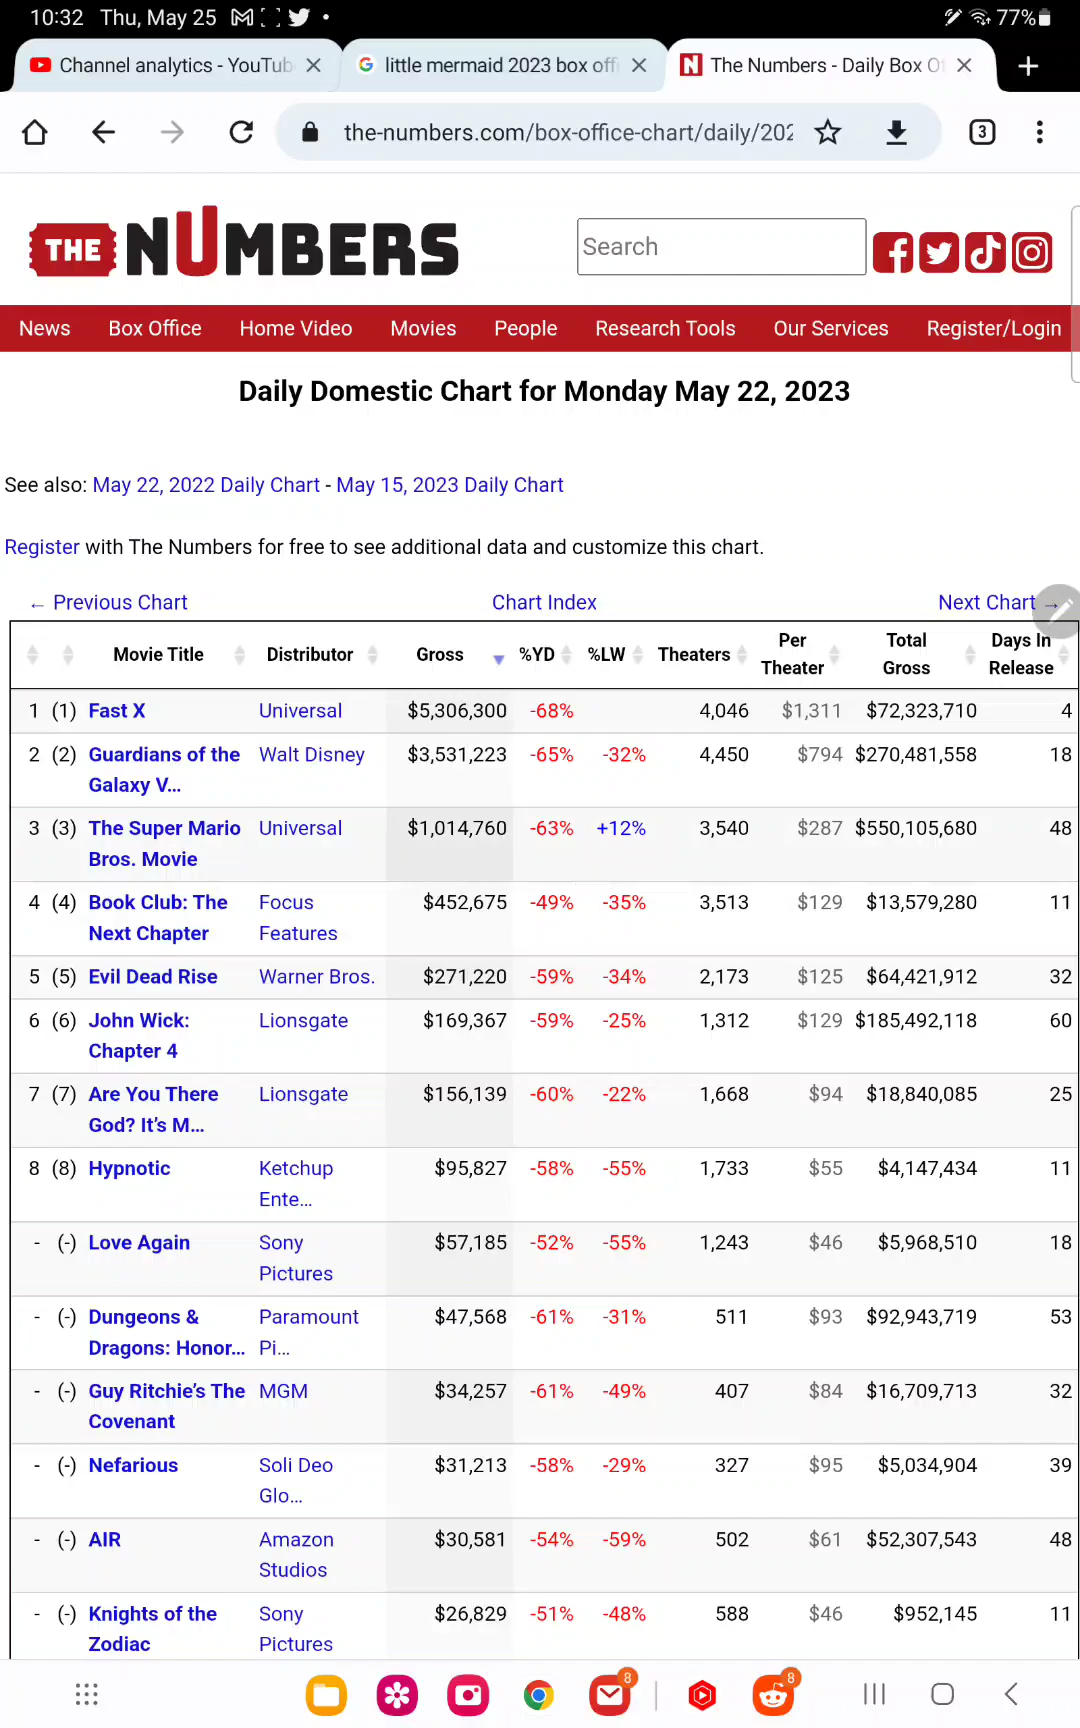 10:32 Thu, May 25 77%
Channel analytics - YouTub
little mermaid 2023 box offi
The Numbers - Daily Box Of
the-numbers.com/box-office-chart/daily/202
3
THE NUMBERS
Search
News Box Office Home Video Movies People Research Tools Our Services Register/Login
Daily Domestic Chart for Monday May 22, 2023
See also: May 22, 2022 Daily Chart - May 15, 2023 Daily Chart
Register with The Numbers for free to see additional data and customize this chart.
← Previous Chart Chart Index Next Chart →
Movie Title Distributor Gross %YD %LW Theaters Per Theater Total Gross Days In Release
1 (1) Fast X Universal $5,306,300 -68% 4,046 $1,311 $72,323,710 4
2 (2) Guardians of the Walt Disney $3,531,223 -65% -32% 4,450 $794 $270,481,558 18
Galaxy V...
3 (3) The Super Mario Universal $1,014,760 -63% +12% 3,540 $287 $550,105,680 48
Bros. Movie
4 (4) Book Club: The Focus $452,675 -49% -35% 3,513 $129 $13,579,280 11
Next Chapter Features
5 (5) Evil Dead Rise Warner Bros. $271,220 -59% -34% 2,173 $125 $64,421,912 32
6 (6) John Wick: Lionsgate $169,367 -59% -25% 1,312 $129 $185,492,118 60
Chapter 4
7 (7) Are You There Lionsgate $156,139 -60% -22% 1,668 $94 $18,840,085 25
God? It's M...
8 (8) Hypnotic Ketchup $95,827 -58% -55% 1,733 $55 $4,147,434 11
Ente...
- (-) Love Again Sony $57,185 -52% -55% 1,243 $46 $5,968,510 18
Pictures
- (-) Dungeons & Paramount $47,568 -61% -31% 511 $93 $92,943,719 53
Dragons: Honor... Pi...
- (-) Guy Ritchie's The MGM $34,257 -61% -49% 407 $84 $16,709,713 32
Covenant
- (-) Nefarious Soli Deo $31,213 -58% -29% 327 $95 $5,034,904 39
Glo...
- (-) AIR Amazon $30,581 -54% -59% 502 $61 $52,307,543 48
Studios
- (-) Knights of the Sony $26,829 -51% -48% 588 $46 $952,145 11
Zodiac Pictures
8 8